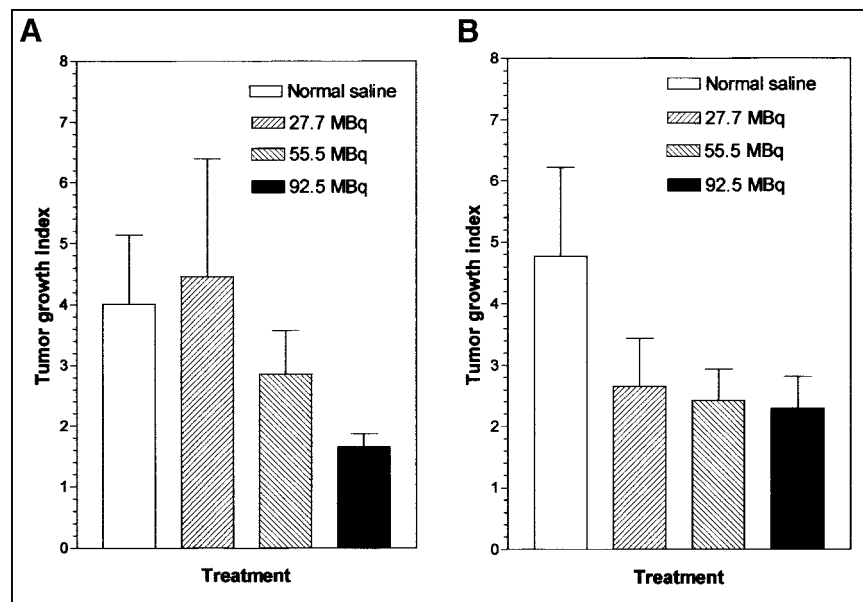 A
8
7
6
5
4
3
2
1
0
Tumor growth index
Normal saline
27.7 MBq
55.5 MBq
92.5 MBq
Treatment
B
8
7
6
5
4
3
2
1
0
Tumor growth index
Normal saline
27.7 MBq
55.5 MBq
92.5 MBq
Treatment